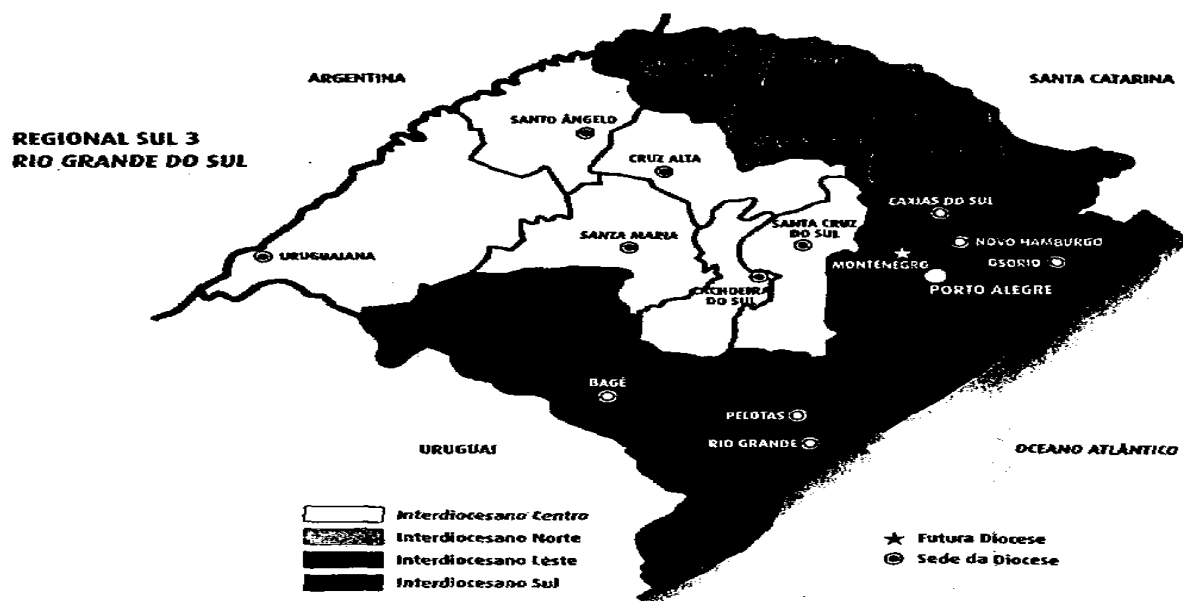 ARGENTINA
SANTA CATARINA
REGIONAL SUL 3
RIO GRANDE DO SUL
SANTO ÂNGELO
CRUZ ALTA
CAXIAS DO SUL
SANTA CRUZ
DO SUL
SANTA MARIA
NOVO HAMBURGO
URUGUAIANA
MONTENEGRO
OSORIO
CACHOEIRA
DO SUL
PORTO ALEGRE
BAGÉ
PELOTAS
RIO GRANDE
URUGUAI
OCEANO ATLÂNTICO
Interdiocesano Centro
Interdiocesano Norte
Interdiocesano Leste
Interdiocesano Sul
Futura Diocese
Sede da Diocese